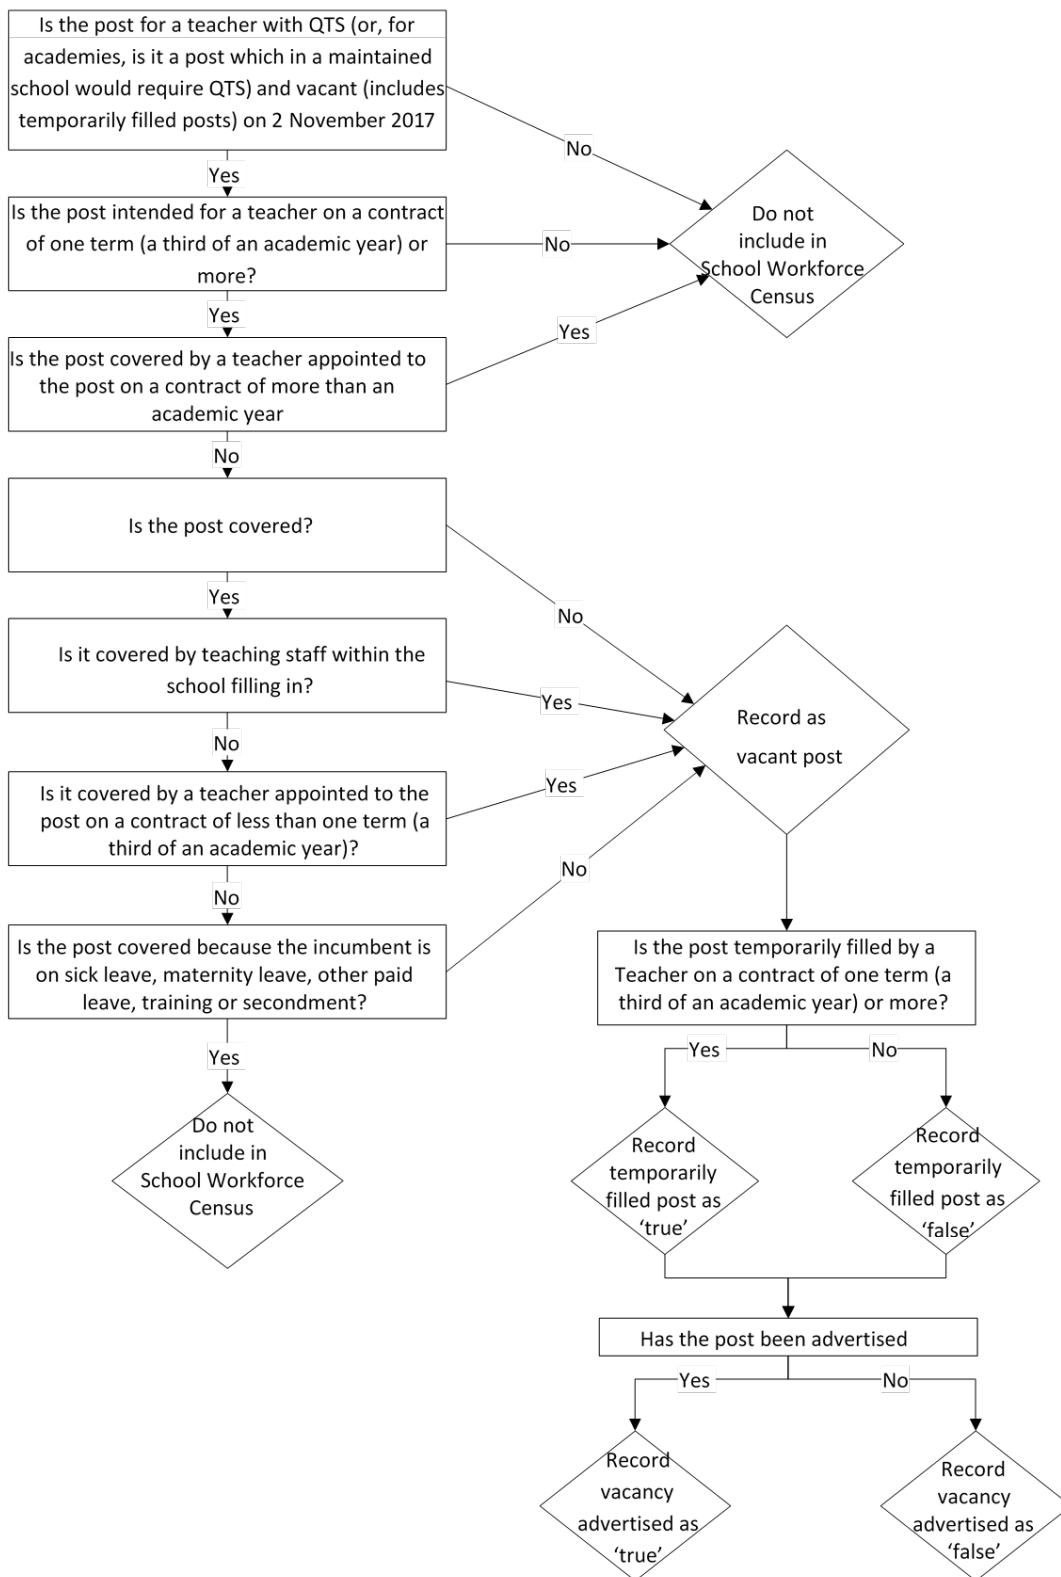 Is the post for a teacher with QTS (or, for
academies, is it a post which in a maintained
school would require QTS) and vacant (includes
temporarily filled posts) on 2 November 2017
No
Yes
Do not
include in
School Workforce
Census
Is the post intended for a teacher on a contract
of one term (a third of an academic year) or
more?
No
Yes
Yes
Is the post covered by a teacher appointed to
the post on a contract of more than an
academic year
No
Is the post covered?
Yes
No
Is it covered by teaching staff within the
school filling in?
Yes
No
Record as
vacant post
Is it covered by a teacher appointed to the
post on a contract of less than one term (a
third of an academic year)?
Yes
No
No
Is the post covered because the incumbent is
on sick leave, maternity leave, other paid
leave, training or secondment?
Yes
Do not
include in
School Workforce
Census
Is the post temporarily filled by a
Teacher on a contract of one term (a
third of an academic year) or more?
Yes
No
Record
temporarily
filled post as
‘true’
Record
temporarily
filled post as
‘false’
Has the post been advertised
Yes
No
Record
vacancy
advertised as
‘true’
Record
vacancy
advertised as
‘false’